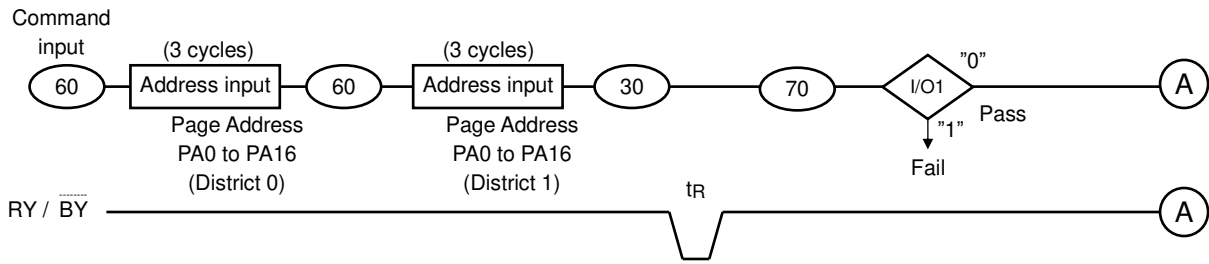 Command
input
(3 cycles)
(3 cycles)
60
Address input
60
Address input
30
70
I/O1
"0"
A
Page Address
PA0 to PA16
(District 0)
Page Address
PA0 to PA16
(District 1)
"1"
Pass
Fail
tR
RY / BY
A